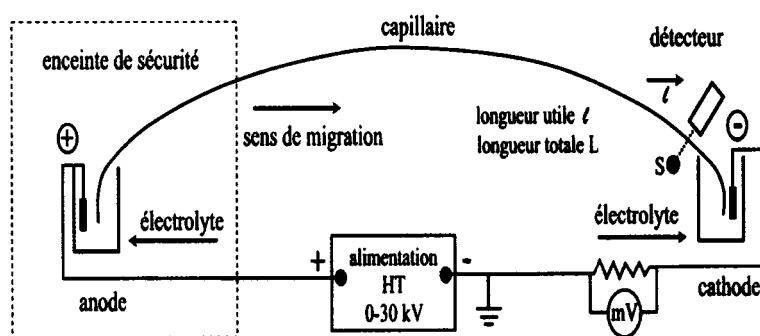 capillaire
enceinte de sécurité
détecteur
ℓ
longueur utile ℓ
longueur totale L
sens de migration
+
-
S
électrolyte
électrolyte
+
alimentation
HT
0-30 kV
-
anode
mV
cathode